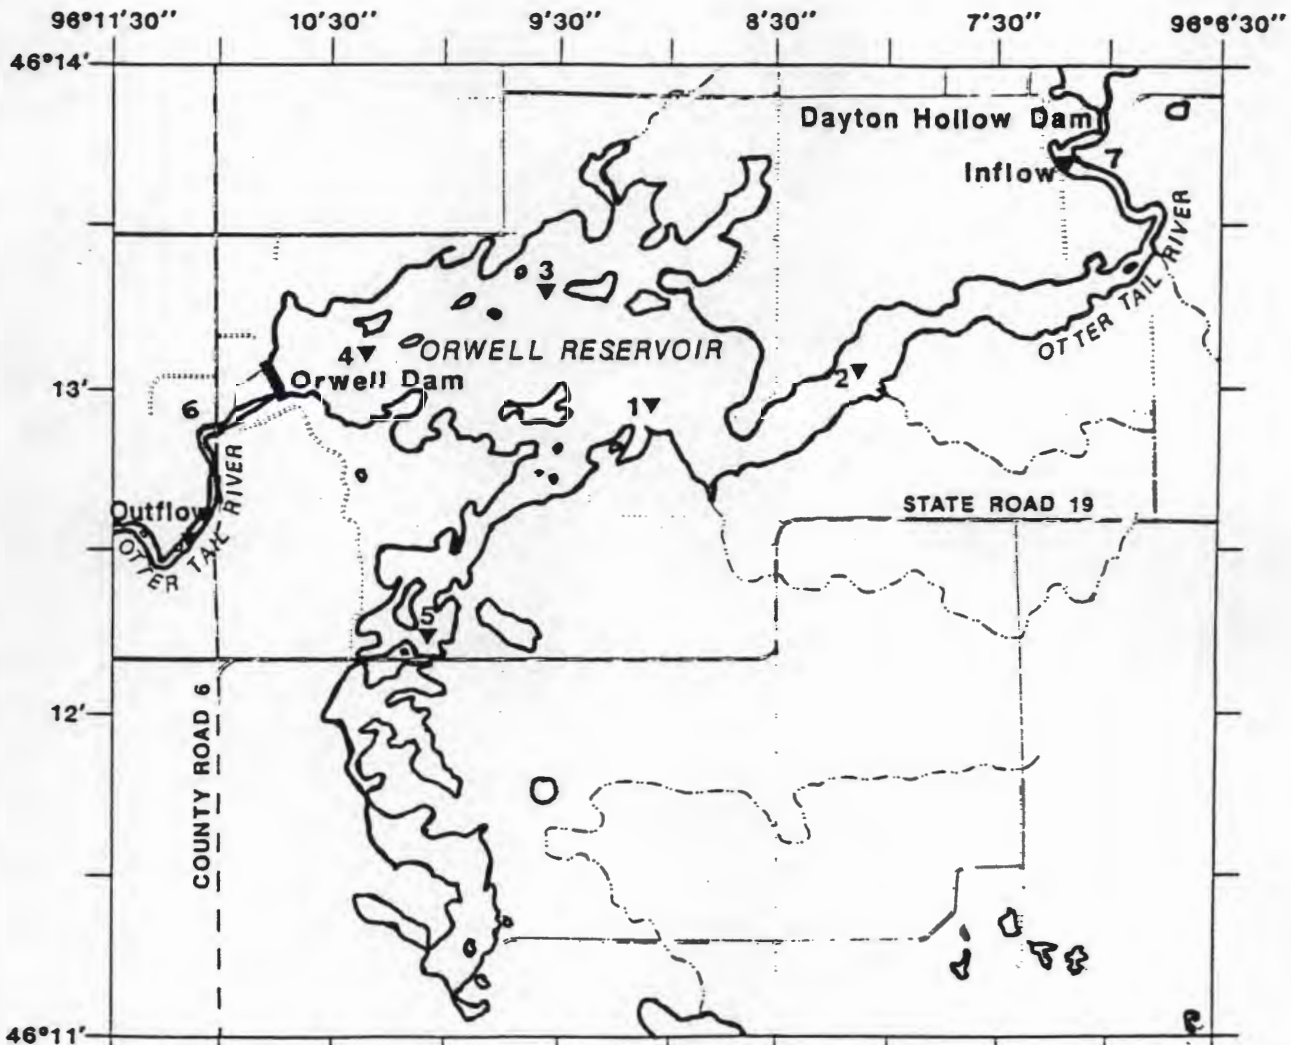 96°11'30" 10'30" 9'30" 8'30" 7'30" 96°6'30"
46°14'
Dayton Hollow Dam
Inflow 7
3
4 ORWELL RESERVOIR
OTTER TAIL RIVER
13' Orwell Dam
2
1
6
STATE ROAD 19
Outflow
OTTER TAIL RIVER
5
12'
COUNTY ROAD 6
46°11'